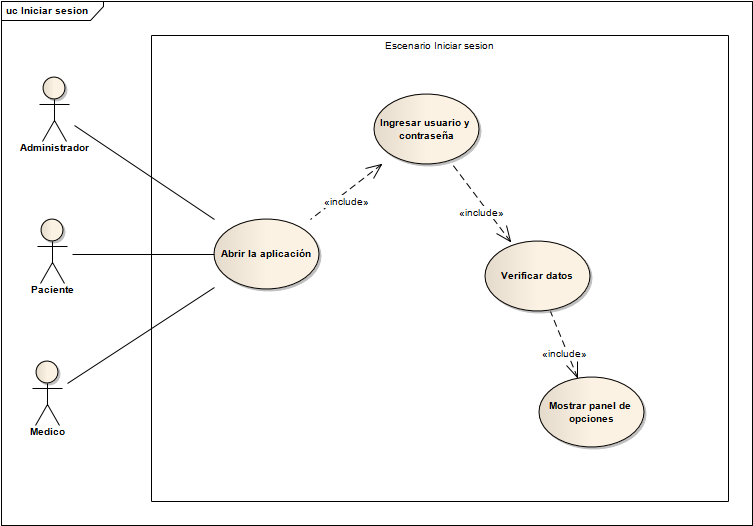 uc Iniciar sesion
Escenario Iniciar sesion
Ingresar usuario y
contraseña
Administrador
«include»
«include»
Abrir la aplicación
Verificar datos
Paciente
«include»
Mostrar panel de
opciones
Medico